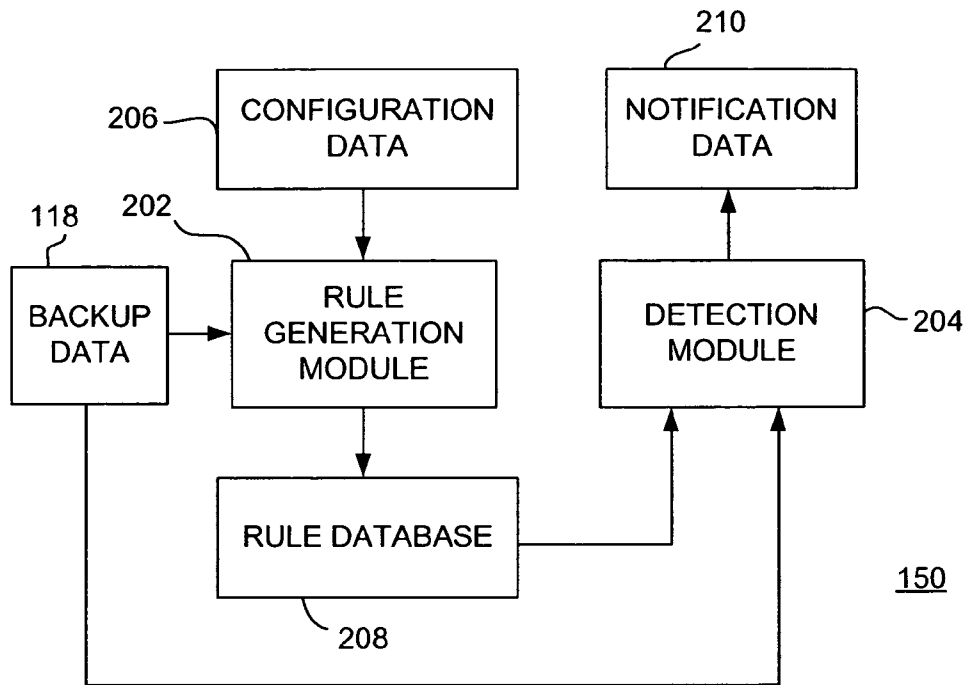 210
CONFIGURATION
DATA
206
NOTIFICATION
DATA
202
118
BACKUP
DATA
RULE
GENERATION
MODULE
DETECTION
MODULE
204
RULE DATABASE
150
208